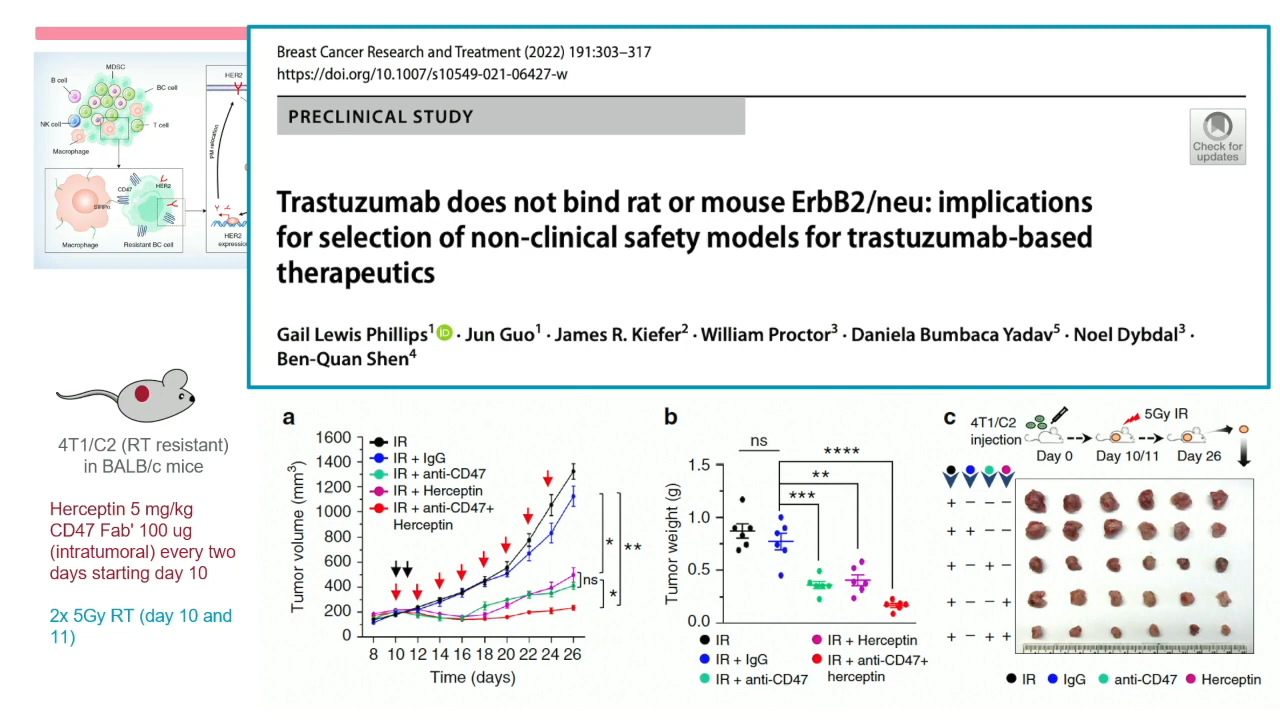 Breast Cancer Research and Treatment (2022) 191:303–317
https://doi.org/10.1007/s10549-021-06427-w
PRECLINICAL STUDY
Check for
updates
Trastuzumab does not bind rat or mouse ErbB2/neu: implications
for selection of non-clinical safety models for trastuzumab-based
therapeutics
Gail Lewis Phillips1 · Jun Guo1 · James R. Kiefer2 · William Proctor3 · Daniela Bumbaca Yadav5 · Noel Dybdal3 ·
Ben-Quan Shen4
MDSC
B cell
BC cell
NK cell
T cell
Macrophage
CD47
HER2
SIRPα
Macrophage
Resistant BC cell
HER2
PM relocation
HER2
4T1/C2 (RT resistant)
in BALB/c mice
Herceptin 5 mg/kg
CD47 Fab' 100 ug
(intratumoral) every two
days starting day 10
2x 5Gy RT (day 10 and
11)
a
Tumor volume (mm3)
1600
1400
1200
1000
800
600
400
200
0
IR
IR + IgG
IR + anti-CD47
IR + Herceptin
IR + anti-CD47+
Herceptin
*
**
ns
*
8 10 12 14 16 18 20 22 24 26
Time (days)
b
Tumor weight (g)
1.5
1.0
0.5
0.0
ns
****
**
***
IR
IR + IgG
IR + anti-CD47
IR + Herceptin
IR + anti-CD47+
herceptin
c
4T1/C2
injection
5Gy IR
Day 0 Day 10/11 Day 26
+ − − −
+ + − −
+ − + −
+ − − +
+ − + +
IR IgG anti-CD47 Herceptin